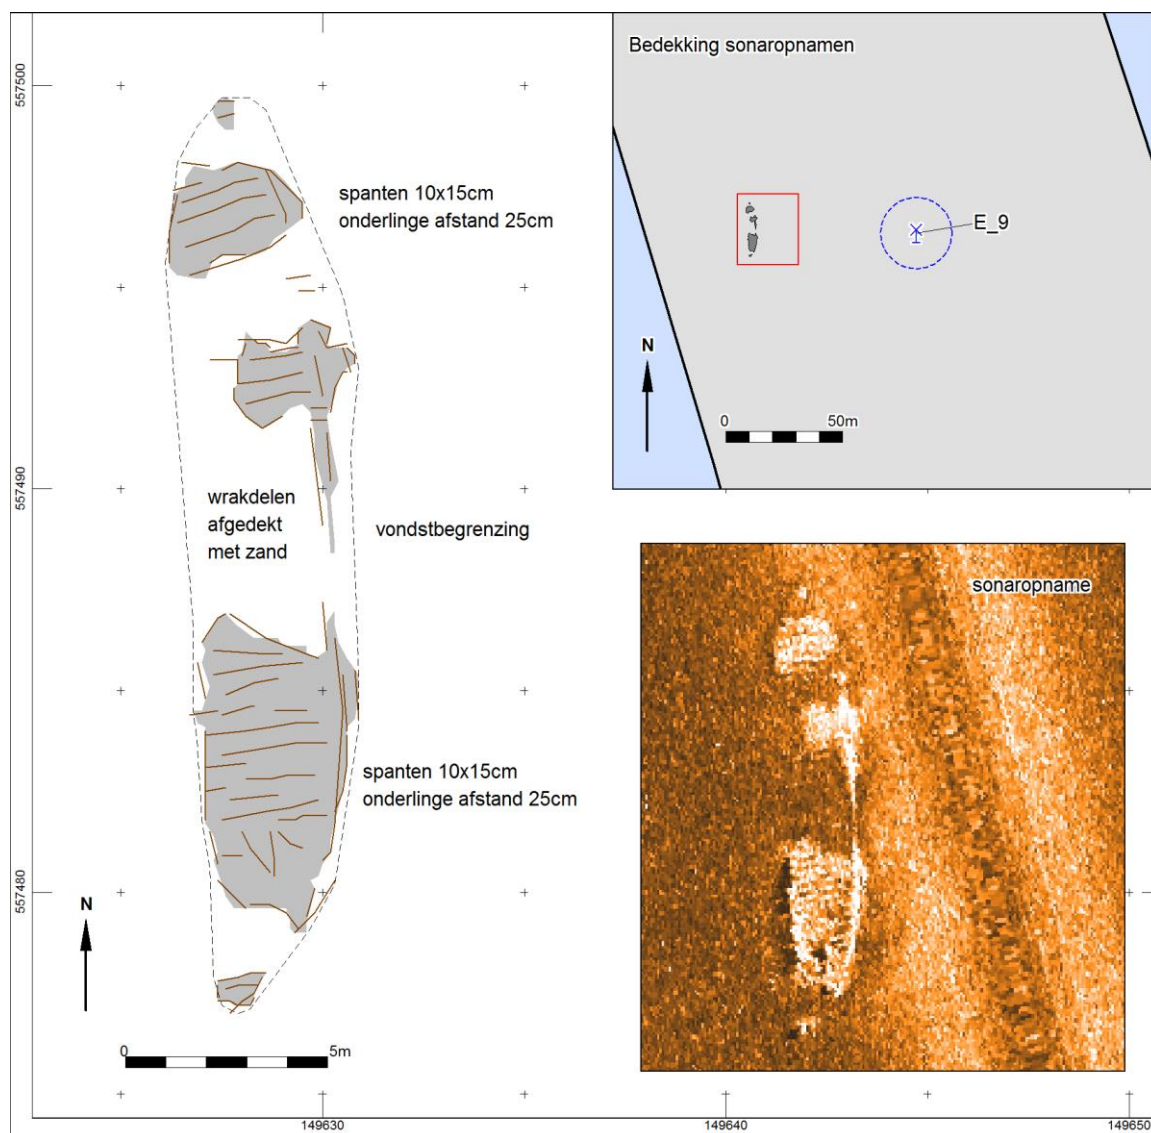 557500
557490
557480
spanten 10x15cm
onderlinge afstand 25cm
wrakdelen
afgedekt
met zand
vondstbegrenzing
spanten 10x15cm
onderlinge afstand 25cm
N
0 5m
149630
149640
149650
Bedekking sonaropnamen
E_9
N
0 50m
sonaropname